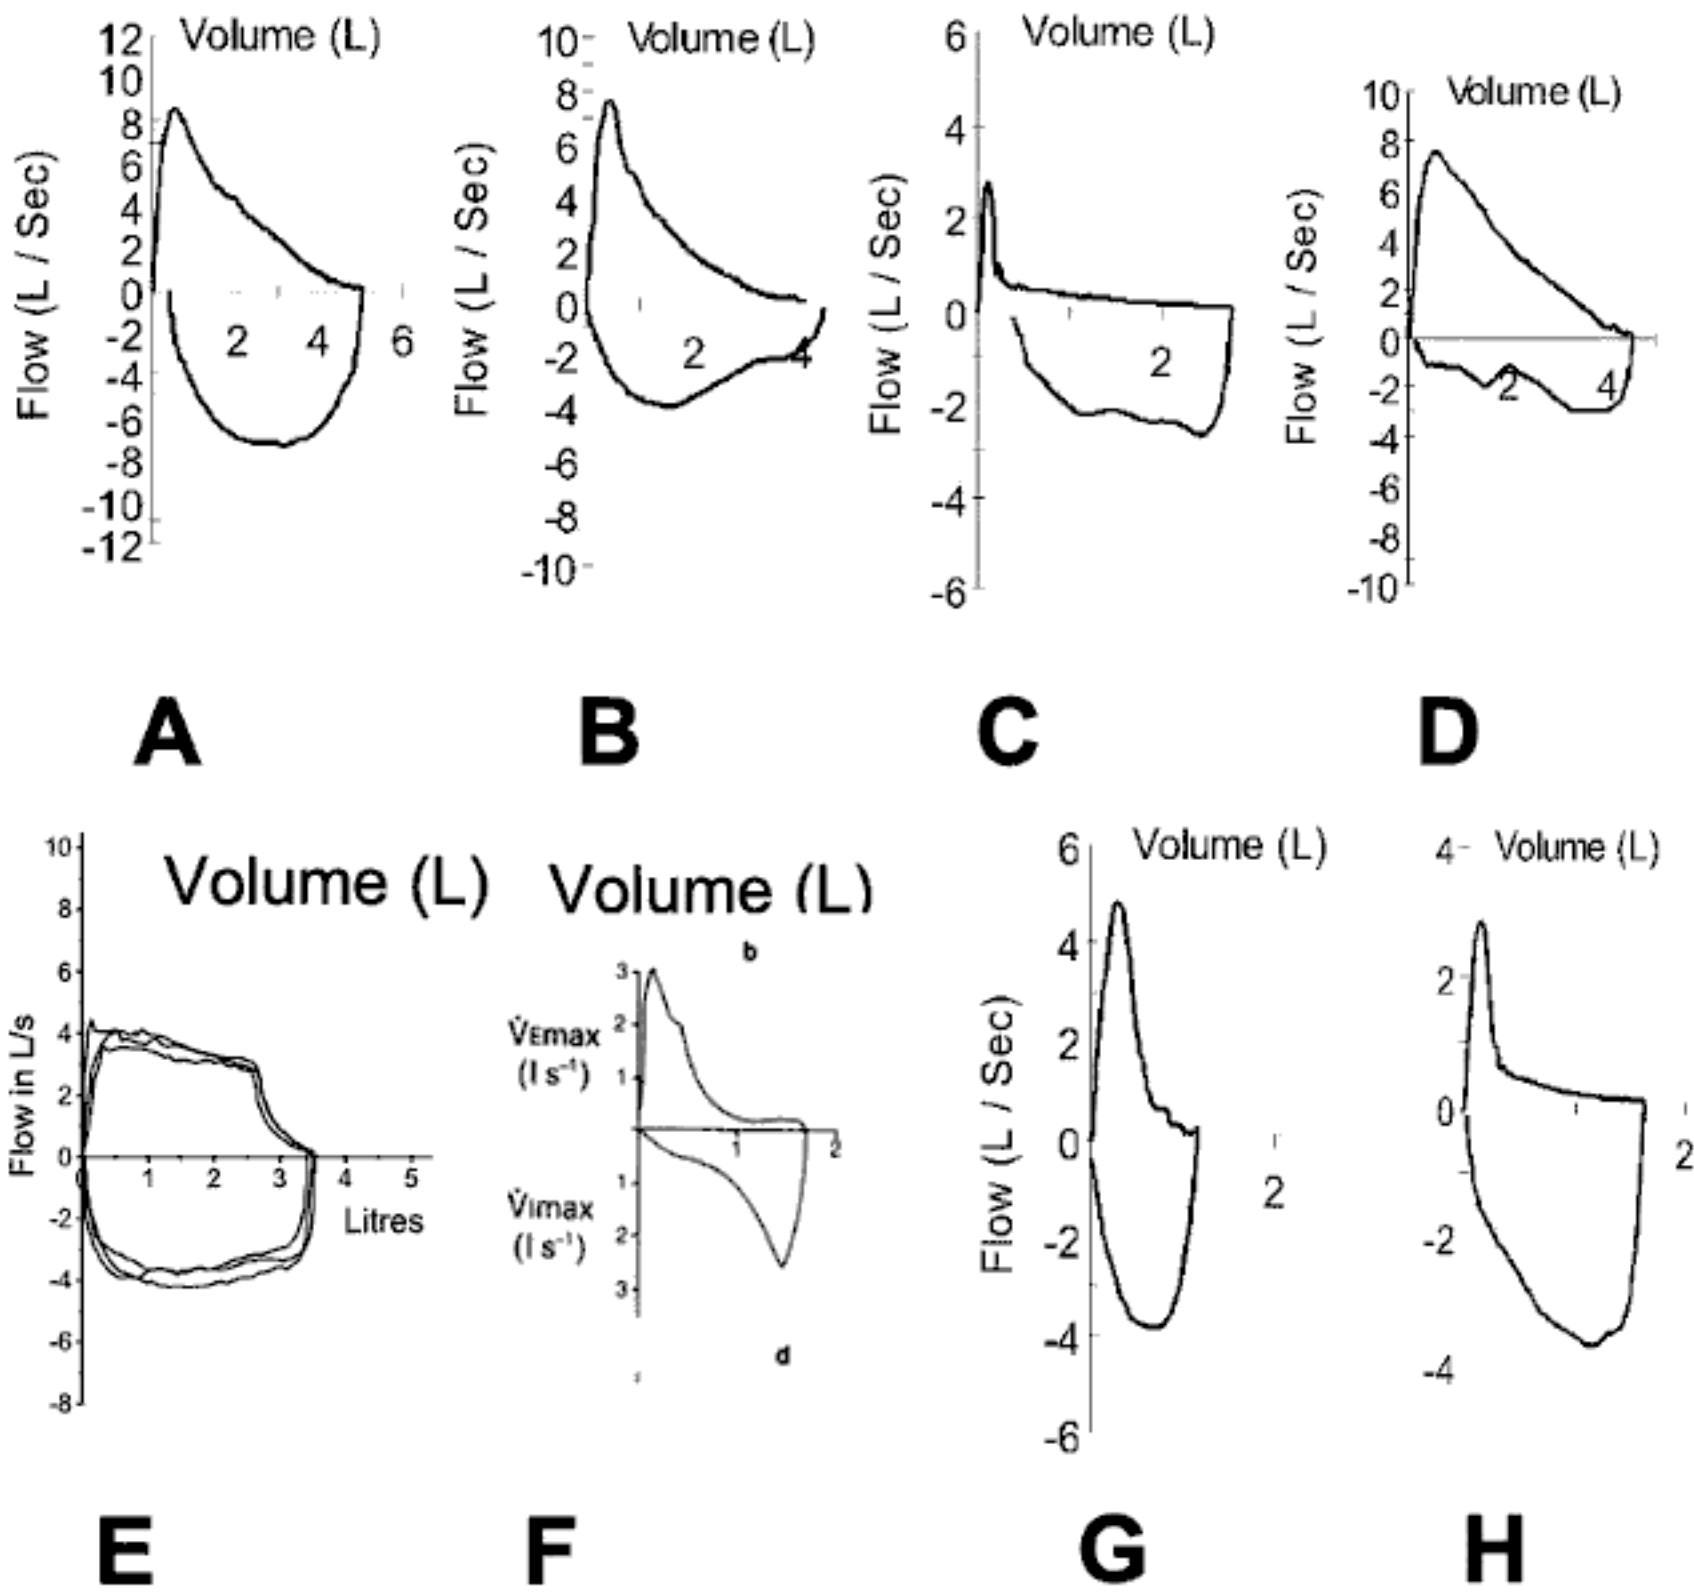 Volume (L)
12
10
8
6
4
2
0
-2
-4
-6
-8
-10
-12
2 4 6
Flow (L / Sec)
A
Volume (L)
10
8
6
4
2
0
-2
-4
-6
-8
-10
2 4
Flow (L / Sec)
B
Volume (L)
6
4
2
0
-2
-4
-6
2
Flow (L / Sec)
C
Volume (L)
10
8
6
4
2
0
-2
-4
-6
-8
-10
2 4
Flow (L / Sec)
D
Volume (L)
10
8
6
4
2
0
-2
-4
-6
-8
0 1 2 3 4 5
Litres
Flow in L/s
E
Volume (L)
b
3
2
1
V̇Emax
(l s⁻¹)
1 2
1
2
3
V̇Imax
(l s⁻¹)
d
F
Volume (L)
6
4
2
0
-2
-4
-6
2
Flow (L / Sec)
G
Volume (L)
4
2
0
-2
-4
2
H